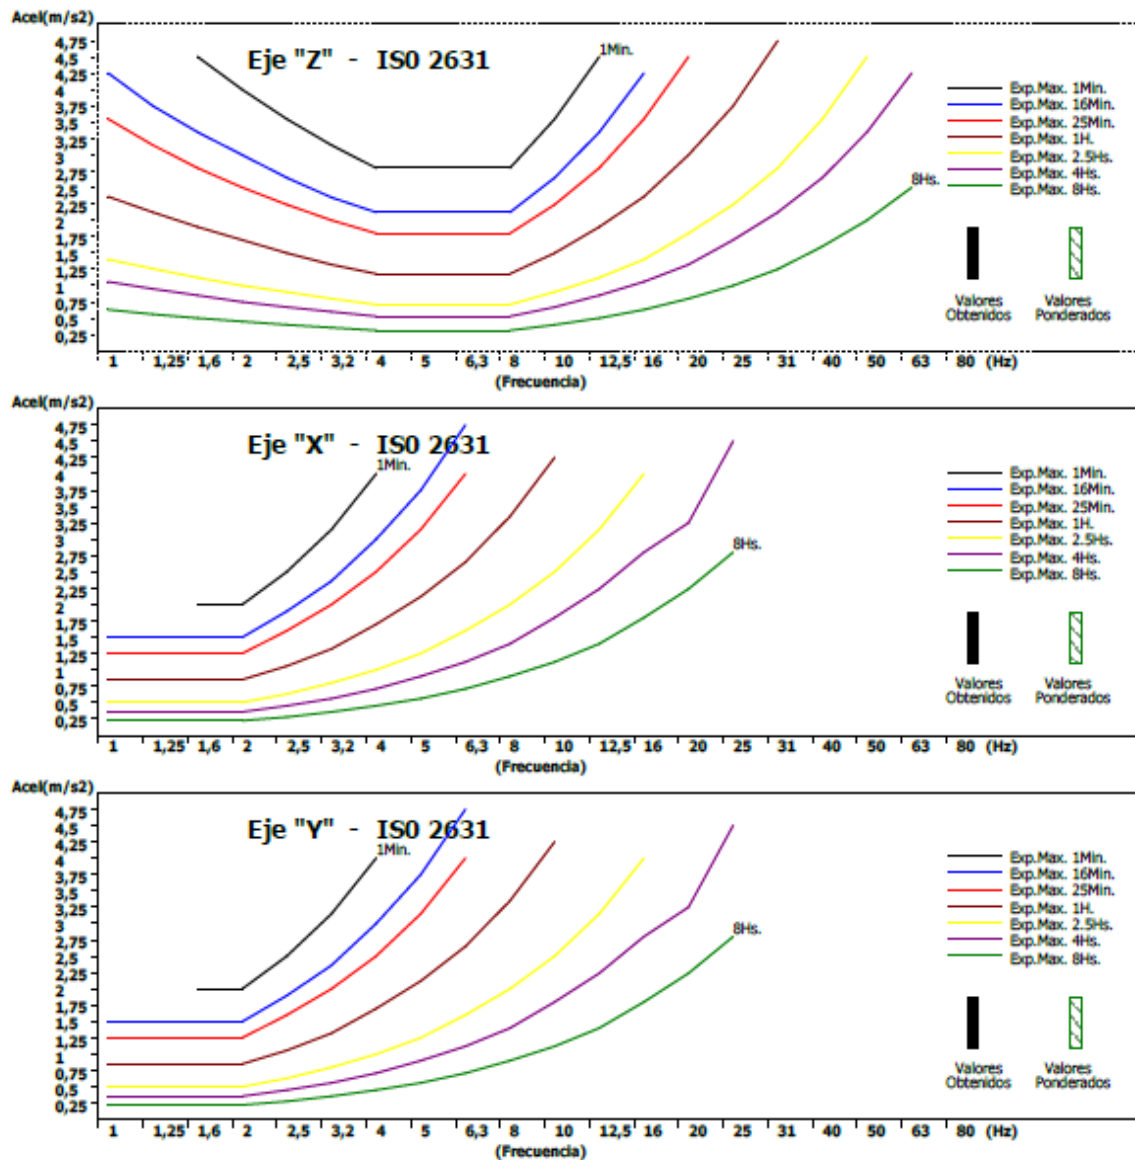 Acel(m/s2)
Eje "Z" - ISO 2631
4,75
4,5
4,25
4
3,75
3,5
3,25
3
2,75
2,5
2,25
2
1,75
1,5
1,25
1
0,75
0,5
0,25
1Min.
8Hs.
Exp.Max. 1Min.
Exp.Max. 16Min.
Exp.Max. 25Min.
Exp.Max. 1H.
Exp.Max. 2.5Hs.
Exp.Max. 4Hs.
Exp.Max. 8Hs.
Valores Valores
Obtenidos Ponderados
1 1,25 1,6 2 2,5 3,2 4 5 6,3 8 10 12,5 16 20 25 31 40 50 63 80 (Hz)
(Frecuencia)
Acel(m/s2)
Eje "X" - ISO 2631
4,75
4,5
4,25
4
3,75
3,5
3,25
3
2,75
2,5
2,25
2
1,75
1,5
1,25
1
0,75
0,5
0,25
1Min.
8Hs.
Exp.Max. 1Min.
Exp.Max. 16Min.
Exp.Max. 25Min.
Exp.Max. 1H.
Exp.Max. 2.5Hs.
Exp.Max. 4Hs.
Exp.Max. 8Hs.
Valores Valores
Obtenidos Ponderados
1 1,25 1,6 2 2,5 3,2 4 5 6,3 8 10 12,5 16 20 25 31 40 50 63 80 (Hz)
(Frecuencia)
Acel(m/s2)
Eje "Y" - ISO 2631
4,75
4,5
4,25
4
3,75
3,5
3,25
3
2,75
2,5
2,25
2
1,75
1,5
1,25
1
0,75
0,5
0,25
1Min.
8Hs.
Exp.Max. 1Min.
Exp.Max. 16Min.
Exp.Max. 25Min.
Exp.Max. 1H.
Exp.Max. 2.5Hs.
Exp.Max. 4Hs.
Exp.Max. 8Hs.
Valores Valores
Obtenidos Ponderados
1 1,25 1,6 2 2,5 3,2 4 5 6,3 8 10 12,5 16 20 25 31 40 50 63 80 (Hz)
(Frecuencia)